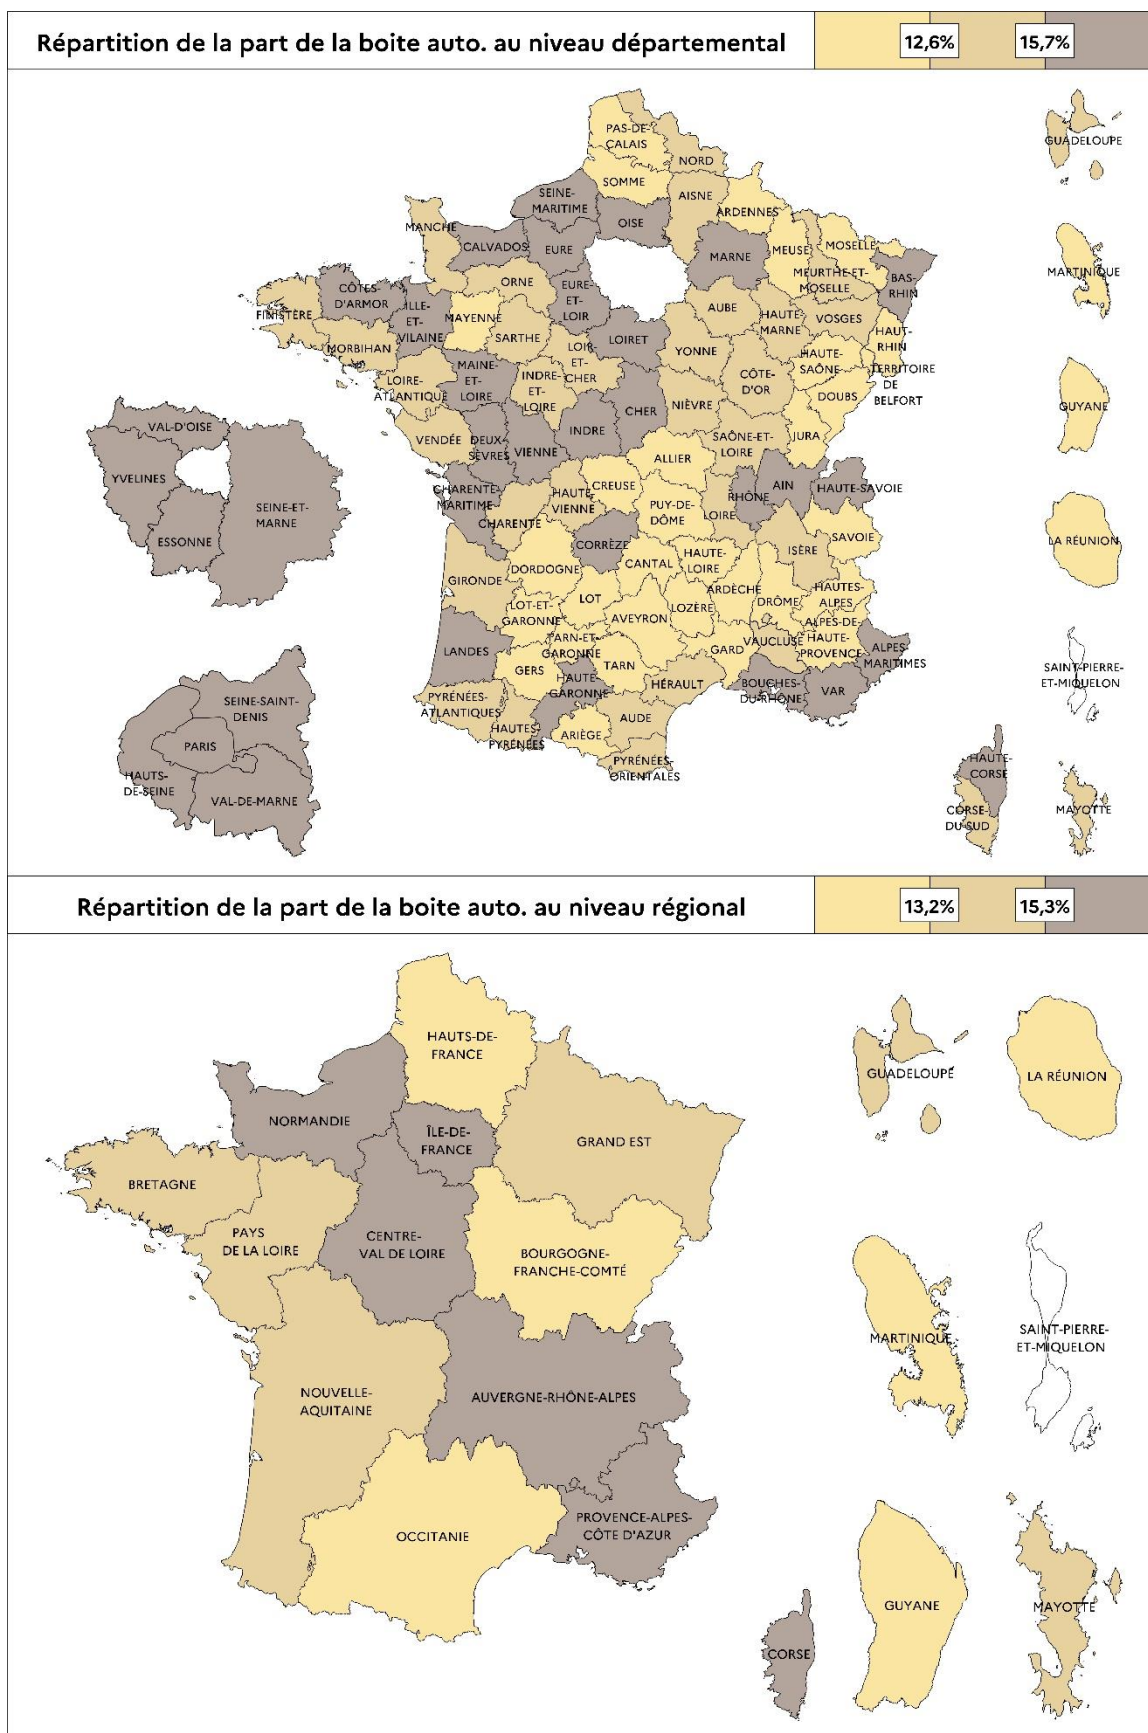 Répartition de la part de la boite auto. au niveau départemental
12,6%
15,7%
PAS-DE-
CALAIS
NORD
GUADELOUPE
SOMME
AISNE
SEINE-
MARITIME
OISE
ARDENNES
MANCHE
CALVADOS
EURE
MARNE
MEUSE
MOSELLE
MEURTHE-ET-
MOSELLE
BAS-
RHIN
MARTINIQUE
CÔTES-
D'ARMOR
ORNE
EURE-
ET-
LOIR
FINISTÈRE
ILLE-
ET-
VILAINE
MAYENNE
AUBE
HAUTE-
MARNE
VOSGES
MORBIHAN
SARTHE
LOIR-
ET-
CHER
LOIRET
YONNE
HAUT-
RHIN
HAUTE-
SAÔNE
TERRITOIRE
DE
BELFORT
LOIRE-
ATLANTIQUE
MAINE-
ET-
LOIRE
INDRE-
ET-
LOIRE
CÔTE-
D'OR
DOUBS
GUYANE
CHER
NIÈVRE
VAL-D'OISE
VENDÉE
DEUX-
SÈVRES
VIENNE
INDRE
SAÔNE-ET-
LOIRE
JURA
ALLIER
YVELINES
CHARENTE-
MARITIME
HAUTE-
VIENNE
CREUSE
RHÔNE
AIN
HAUTE-SAVOIE
SEINE-ET-
MARNE
CHARENTE
PUY-DE-
DÔME
LOIRE
ESSONNE
CORRÈZE
ISÈRE
SAVOIE
LA RÉUNION
GIRONDE
DORDOGNE
CANTAL
HAUTE-
LOIRE
ARDÈCHE
DRÔME
HAUTES-
ALPES
LOT-ET-
GARONNE
LOT
AVEYRON
LOZÈRE
ALPES-DE-
HAUTE-
PROVENCE
LANDES
TARN-ET-
GARONNE
GARD
VAUCLUSE
ALPES
MARITIMES
GERS
TARN
SAINT-PIERRE-
ET-MIQUELON
HAUTE-
GARONNE
HÉRAULT
BOUCHES-
DU-RHÔNE
VAR
SEINE-SAINT-
DENIS
PYRÉNÉES-
ATLANTIQUES
HAUTES-
PYRÉNÉES
ARIÈGE
AUDE
PARIS
PYRÉNÉES-
ORIENTALES
HAUTE-
CORSE
HAUTS-
DE-SEINE
VAL-DE-MARNE
CORSE-
DU-SUD
MAYOTTE
Répartition de la part de la boite auto. au niveau régional
13,2%
15,3%
HAUTS-DE-
FRANCE
GUADELOUPE
LA RÉUNION
NORMANDIE
ÎLE-DE-
FRANCE
GRAND EST
BRETAGNE
PAYS
DE LA LOIRE
CENTRE-
VAL DE LOIRE
BOURGOGNE-
FRANCHE-COMTÉ
MARTINIQUE
SAINT-PIERRE-
ET-MIQUELON
NOUVELLE-
AQUITAINE
AUVERGNE-RHÔNE-ALPES
OCCITANIE
PROVENCE-ALPES-
CÔTE D'AZUR
GUYANE
MAYOTTE
CORSE